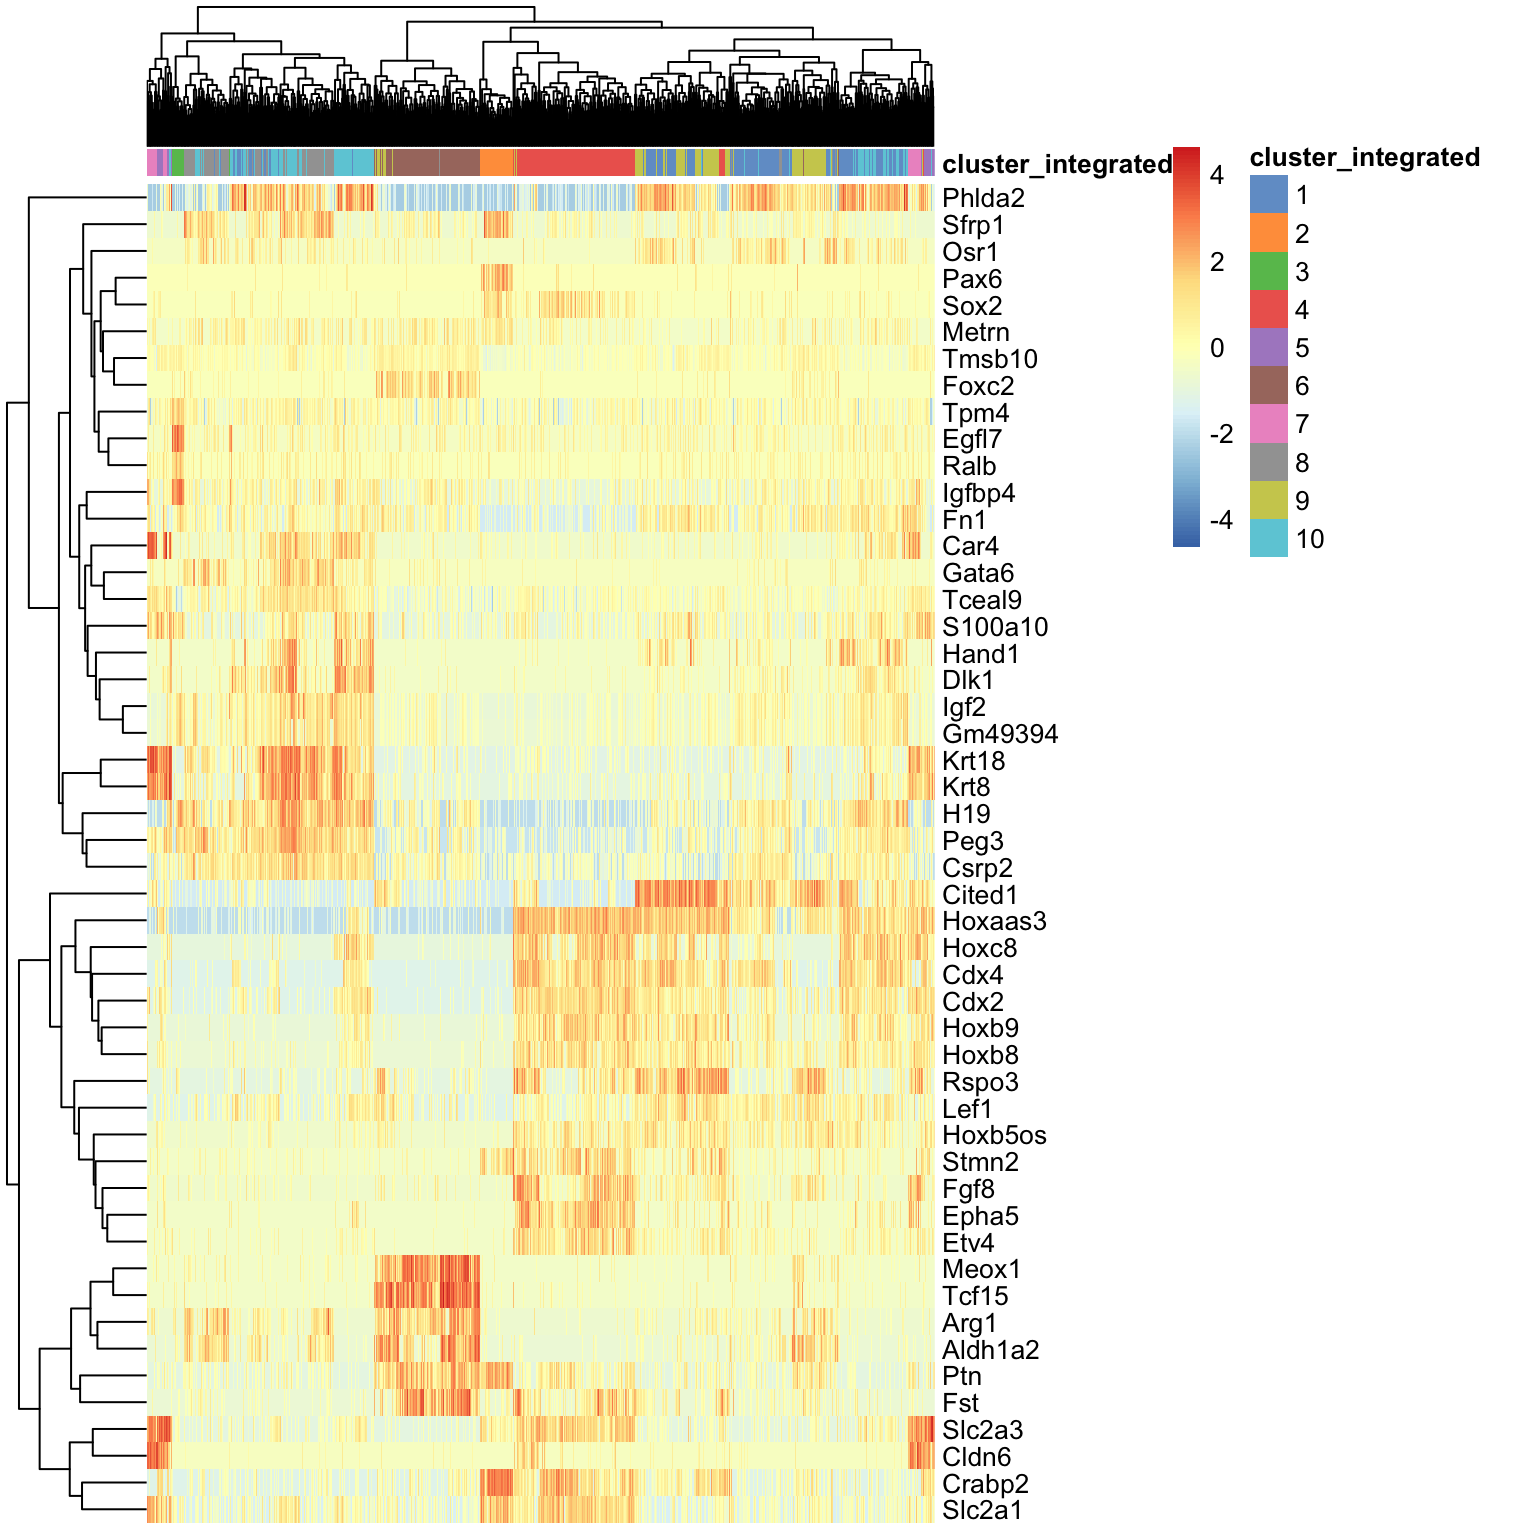 cluster_integrated
Phlda2
Sfrp1
Osr1
Pax6
Sox2
Metrn
Tmsb10
Foxc2
Tpm4
Egfl7
Ralb
Igfbp4
Fn1
Car4
Gata6
Tceal9
S100a10
Hand1
Dlk1
Igf2
Gm49394
Krt18
Krt8
H19
Peg3
Csrp2
Cited1
Hoxaas3
Hoxc8
Cdx4
Cdx2
Hoxb9
Hoxb8
Rspo3
Lef1
Hoxb5os
Stmn2
Fgf8
Epha5
Etv4
Meox1
Tcf15
Arg1
Aldh1a2
Ptn
Fst
Slc2a3
Cldn6
Crabp2
Slc2a1
4
2
0
-2
-4
cluster_integrated
1
2
3
4
5
6
7
8
9
10